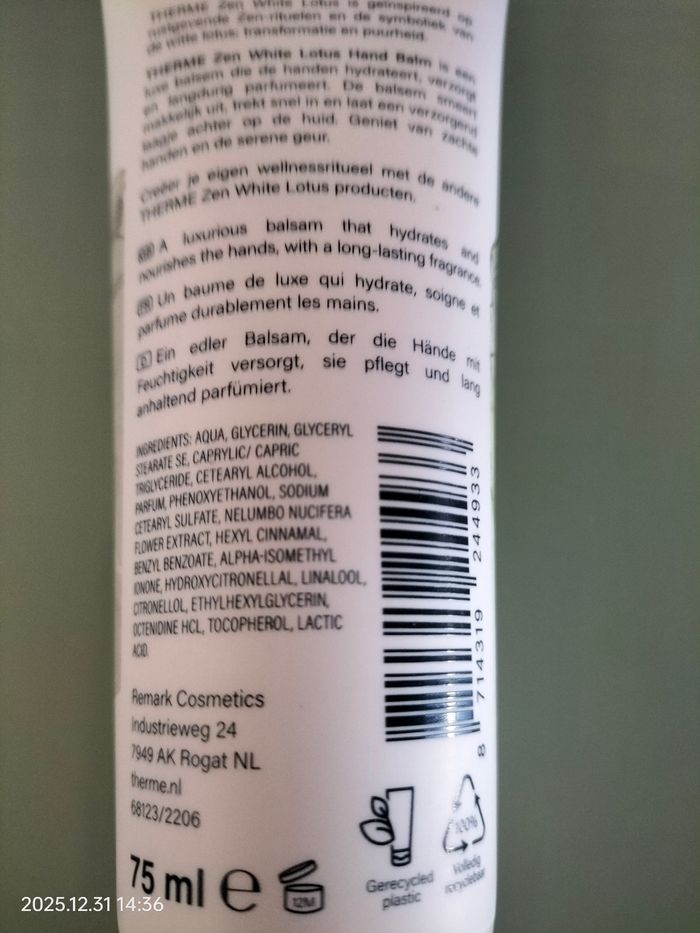 THERME Zen White Lotus is geïnspireerd op
rustgevende Zen-rituelen en de symboliek van
de witte lotus: transformatie en puurheid.
THERME Zen White Lotus Hand Balm is een
luxe balsem die de handen hydrateert, verzorgt
en langdurig parfumeert. De balsem smeert
makkelijk uit, trekt snel in en laat een verzorgend
laagje achter op de huid. Geniet van zachte
handen en de serene geur.
Creëer je eigen wellnessritueel met de andere
THERME Zen White Lotus producten.
GB A luxurious balsam that hydrates and
nourishes the hands, with a long-lasting fragrance.
FR Un baume de luxe qui hydrate, soigne et
parfume durablement les mains.
D Ein edler Balsam, der die Hände mit
Feuchtigkeit versorgt, sie pflegt und lang
anhaltend parfümiert.
INGREDIENTS: AQUA, GLYCERIN, GLYCERYL
STEARATE SE, CAPRYLIC/ CAPRIC
TRIGLYCERIDE, CETEARYL ALCOHOL,
PARFUM, PHENOXYETHANOL, SODIUM
CETEARYL SULFATE, NELUMBO NUCIFERA
FLOWER EXTRACT, HEXYL CINNAMAL,
BENZYL BENZOATE, ALPHA-ISOMETHYL
IONONE, HYDROXYCITRONELLAL, LINALOOL,
CITRONELLOL, ETHYLHEXYLGLYCERIN,
OCTENIDINE HCL, TOCOPHEROL, LACTIC
ACID.
8 714319 244933
Remark Cosmetics
Industrieweg 24
7949 AK Rogat NL
therme.nl
68123/2206
75 ml e
12M
Gerecycled
plastic
100%
Volledig
recyclebaar
2025.12.31 14:36